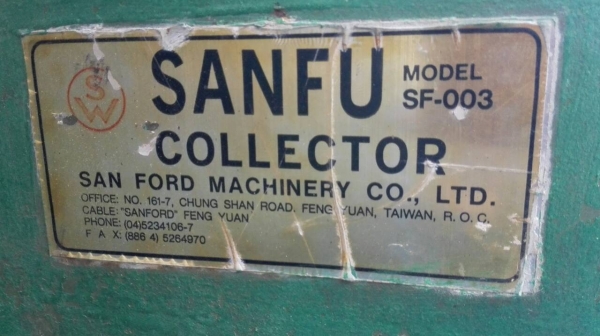 SW
SANFU
MODEL
SF-003
COLLECTOR
SAN FORD MACHINERY CO., LTD.
OFFICE: NO. 161-7, CHUNG SHAN ROAD. FENG YUAN, TAIWAN, R.O.C.
CABLE: "SANFORD" FENG YUAN
PHONE: (04)5234106-7
F A X: (886 4) 5264970